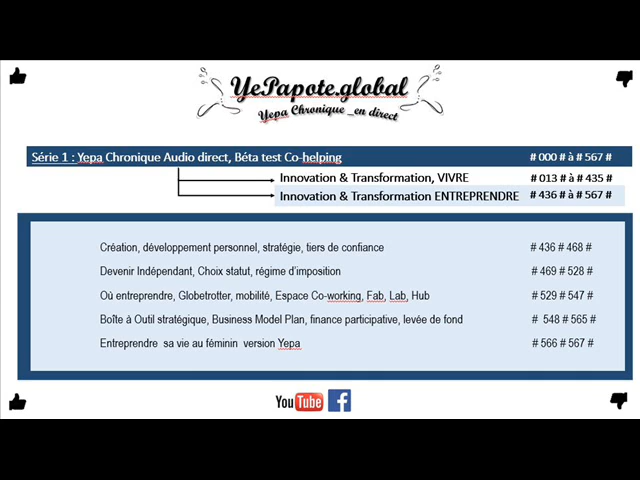 YePapote.global
Yepa Chronique _en direct
Série 1 : Yepa Chronique Audio direct, Béta test Co-helping # 000 # à # 567 #
Innovation & Transformation, VIVRE # 013 # à # 435 #
Innovation & Transformation ENTREPRENDRE # 436 # à # 567 #
Création, développement personnel, stratégie, tiers de confiance # 436 # 468 #
Devenir Indépendant, Choix statut, régime d'imposition # 469 # 528 #
Où entreprendre, Globetrotter, mobilité, Espace Co-working, Fab, Lab, Hub # 529 # 547 #
Boîte à Outil stratégique, Business Model Plan, finance participative, levée de fond # 548 # 565 #
Entreprendre sa vie au féminin version Yepa # 566 # 567 #
YouTube f